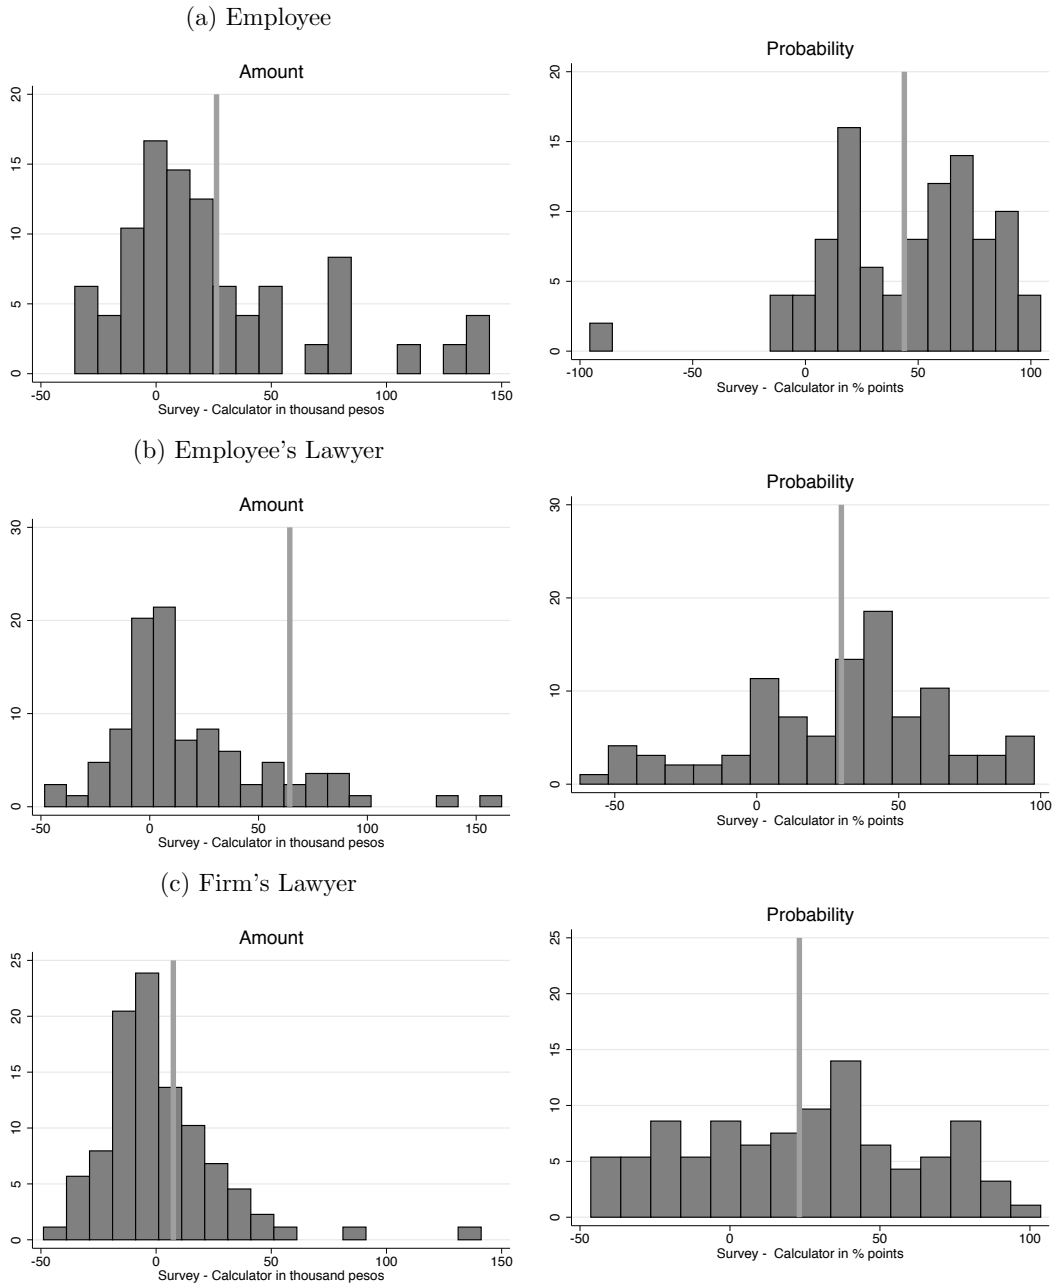 (a) Employee
Amount
20
15
10
5
0
-50 0 50 100 150
Survey - Calculator in thousand pesos
Probability
20
15
10
5
0
-100 -50 0 50 100
Survey - Calculator in % points
(b) Employee's Lawyer
Amount
30
20
10
0
-50 0 50 100 150
Survey - Calculator in thousand pesos
Probability
30
20
10
0
-50 0 50 100
Survey - Calculator in % points
(c) Firm's Lawyer
Amount
25
20
15
10
5
0
-50 0 50 100 150
Survey - Calculator in thousand pesos
Probability
25
20
15
10
5
0
-50 0 50 100
Survey - Calculator in % points